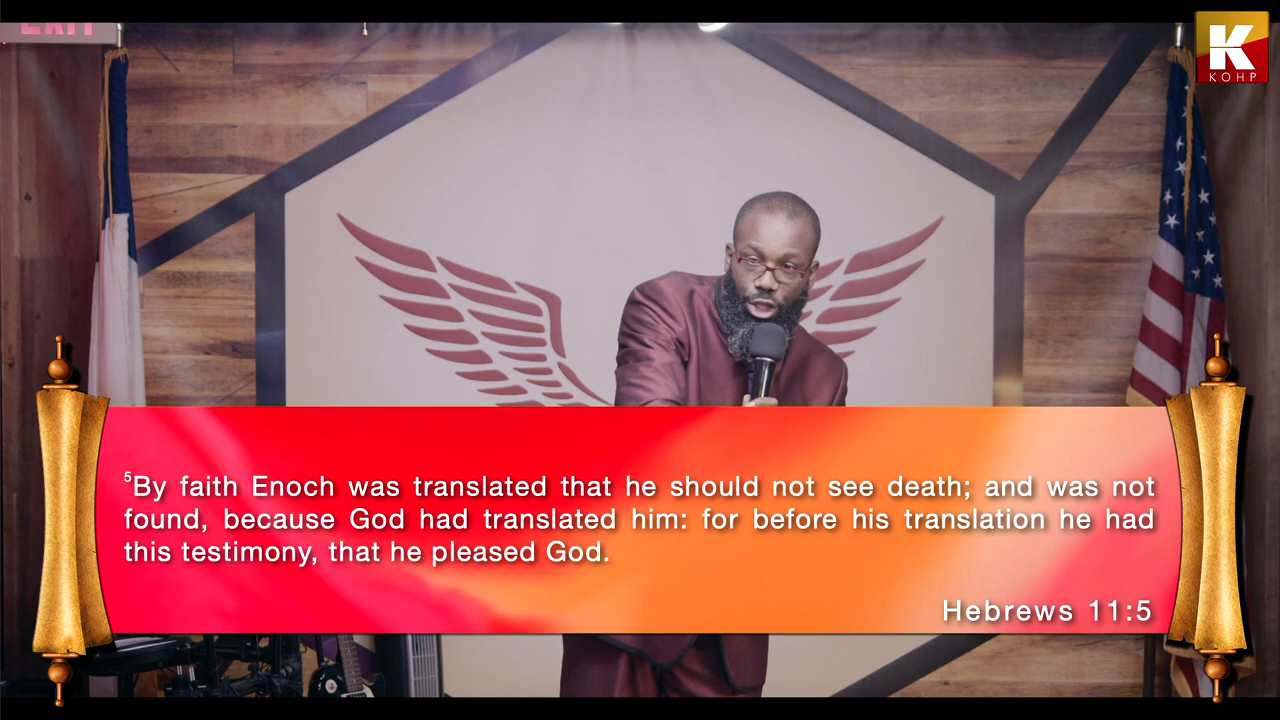 EXIT
K
KOHP
⁵By faith Enoch was translated that he should not see death; and was not
found, because God had translated him: for before his translation he had
this testimony, that he pleased God.
Hebrews 11:5